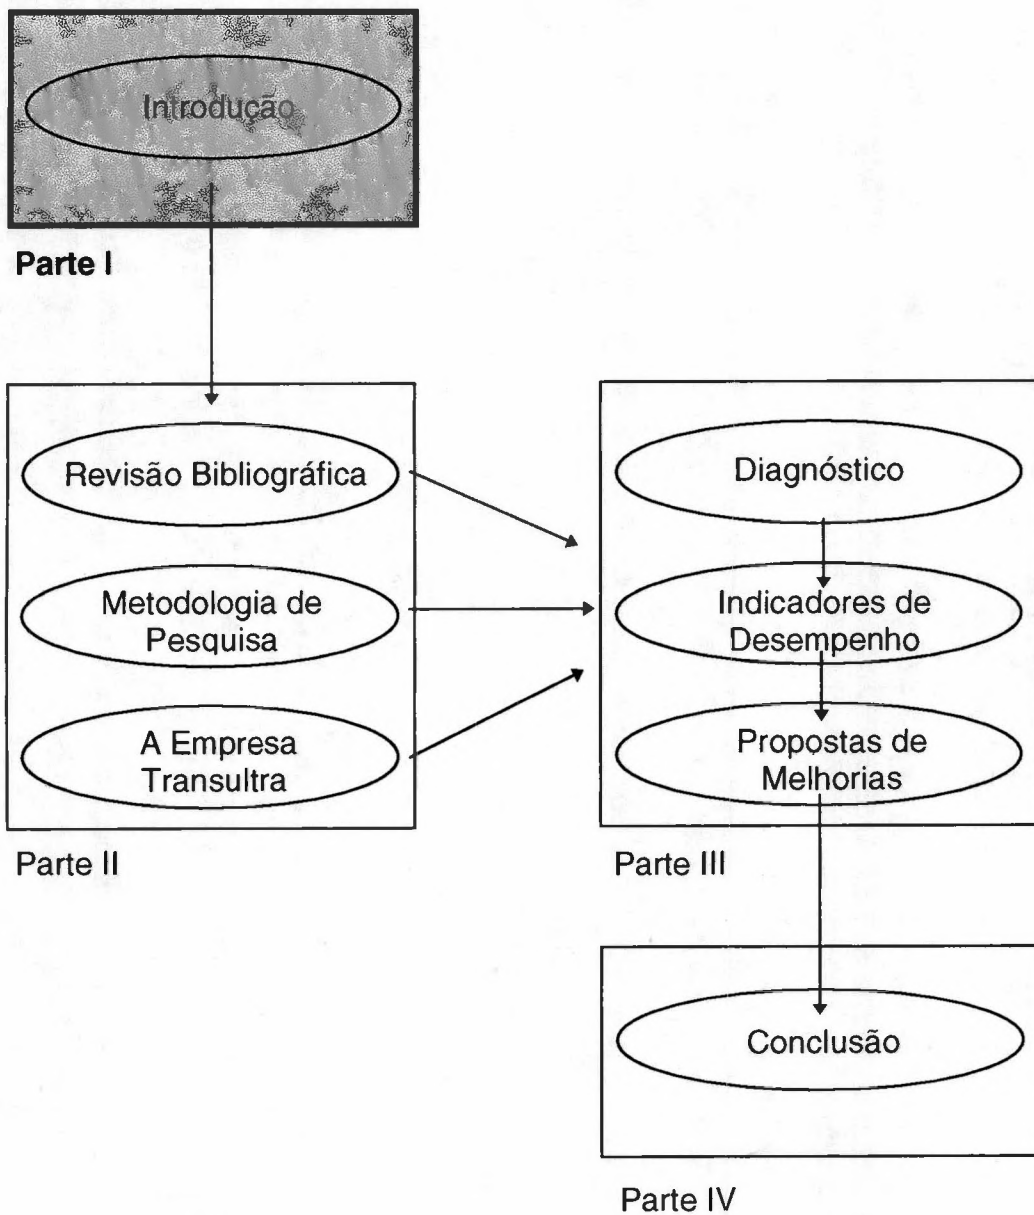 Introdução
Parte I
Revisão Bibliográfica
Metodologia de
Pesquisa
A Empresa
Transultra
Parte II
Diagnóstico
Indicadores de
Desempenho
Propostas de
Melhorias
Parte III
Conclusão
Parte IV